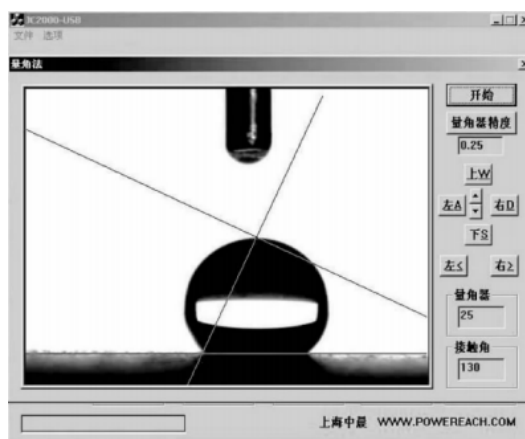 JC2000-USB
文件 选项
量角法
开始
量角器精度
0.25
上W
左A
右D
下S
左<
右>
量角器
25
接触角
130
上海中晨 WWW.POWEREACH.COM